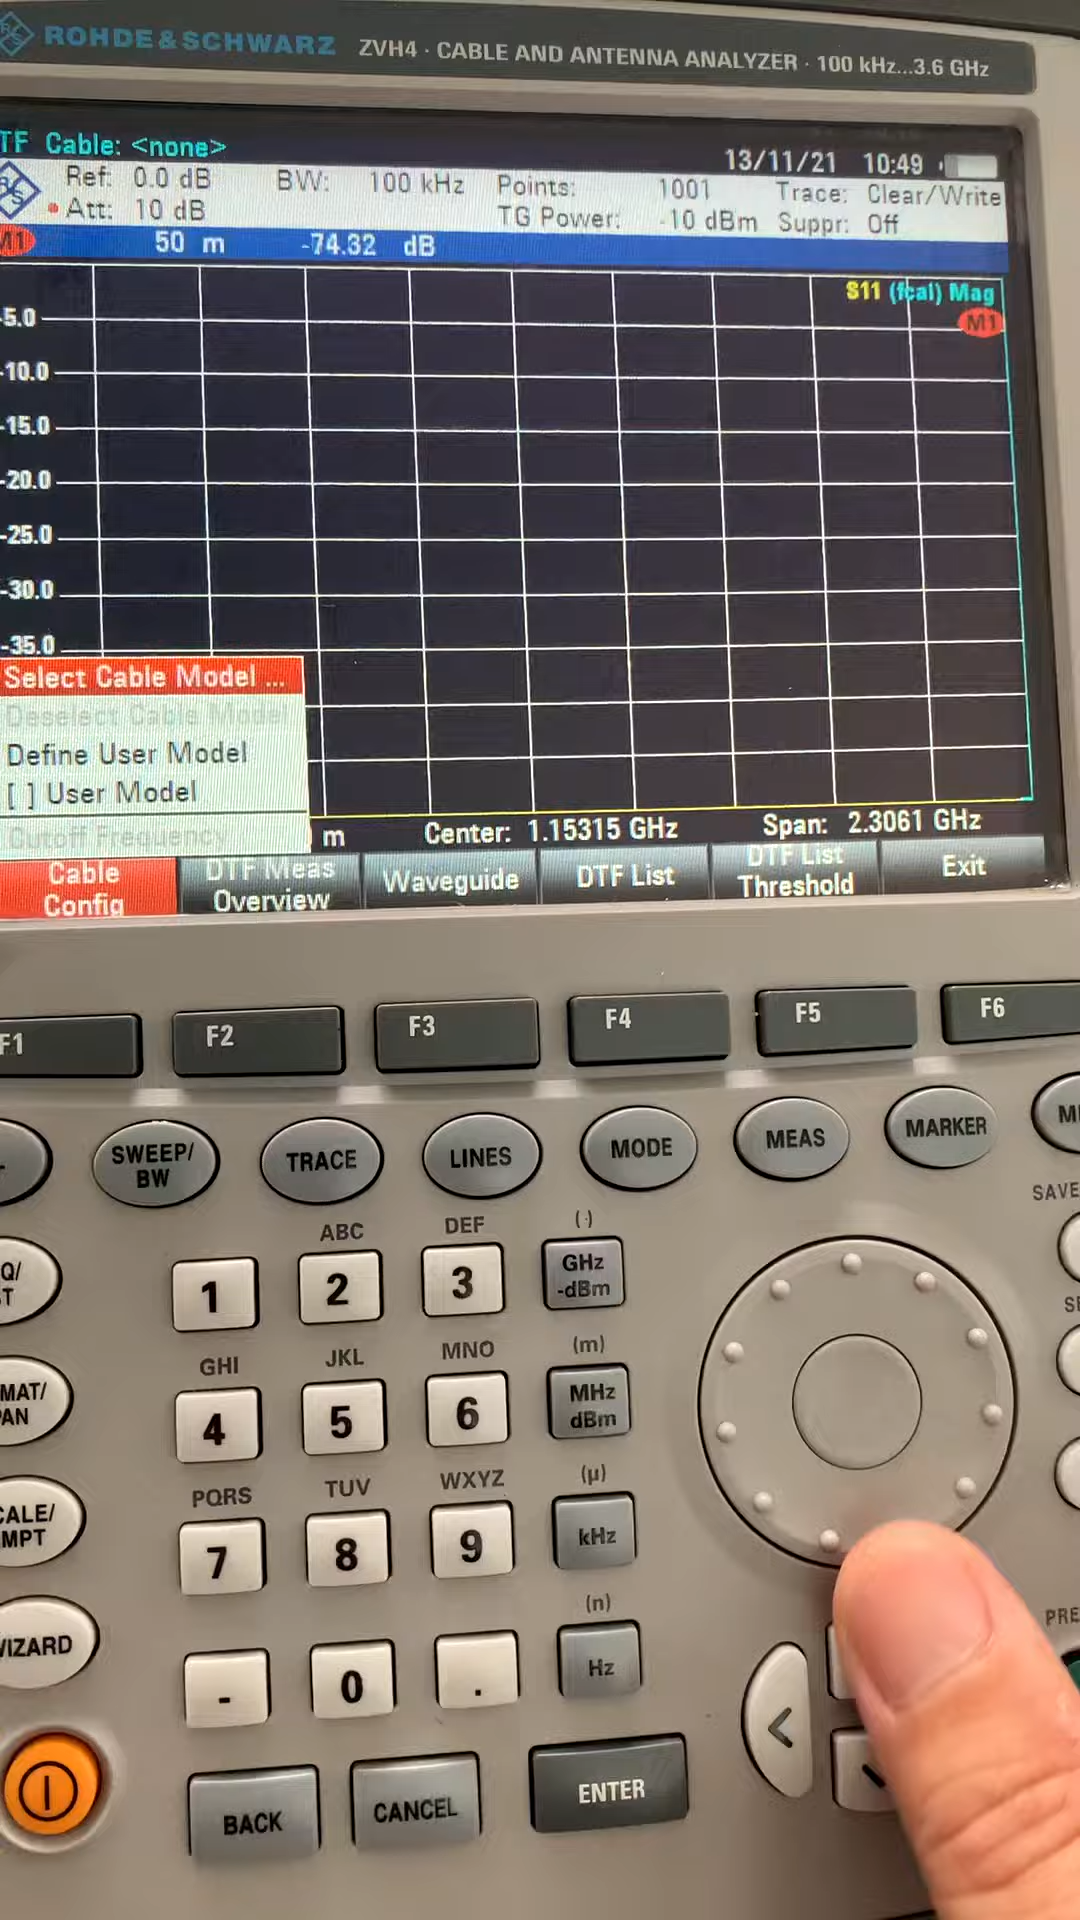 ROHDE & SCHWARZ ZVH4 · CABLE AND ANTENNA ANALYZER · 100 kHz...3.6 GHz
TF Cable: <none>
13/11/21 10:49
Ref: 0.0 dB BW: 100 kHz Points: 1001 Trace: Clear/Write
Att: 10 dB TG Power: -10 dBm Suppr: Off
M1 50 m -74.32 dB
S11 (fcal) Mag
M1
-5.0
-10.0
-15.0
-20.0
-25.0
-30.0
-35.0
Select Cable Model ...
Deselect Cable Model
Define User Model
[ ] User Model
Cutoff Frequency
m Center: 1.15315 GHz Span: 2.3061 GHz
Cable Config
DTF Meas Overview
Waveguide
DTF List
DTF List Threshold
Exit
F1 F2 F3 F4 F5 F6
SWEEP/
BW
TRACE
LINES
MODE
MEAS
MARKER
SAVE
ABC DEF (·)
1 2 3 GHz
-dBm
GHI JKL MNO (m)
4 5 6 MHz
dBm
PQRS TUV WXYZ (μ)
7 8 9 kHz
(n)
- 0 . Hz
BACK CANCEL ENTER
<